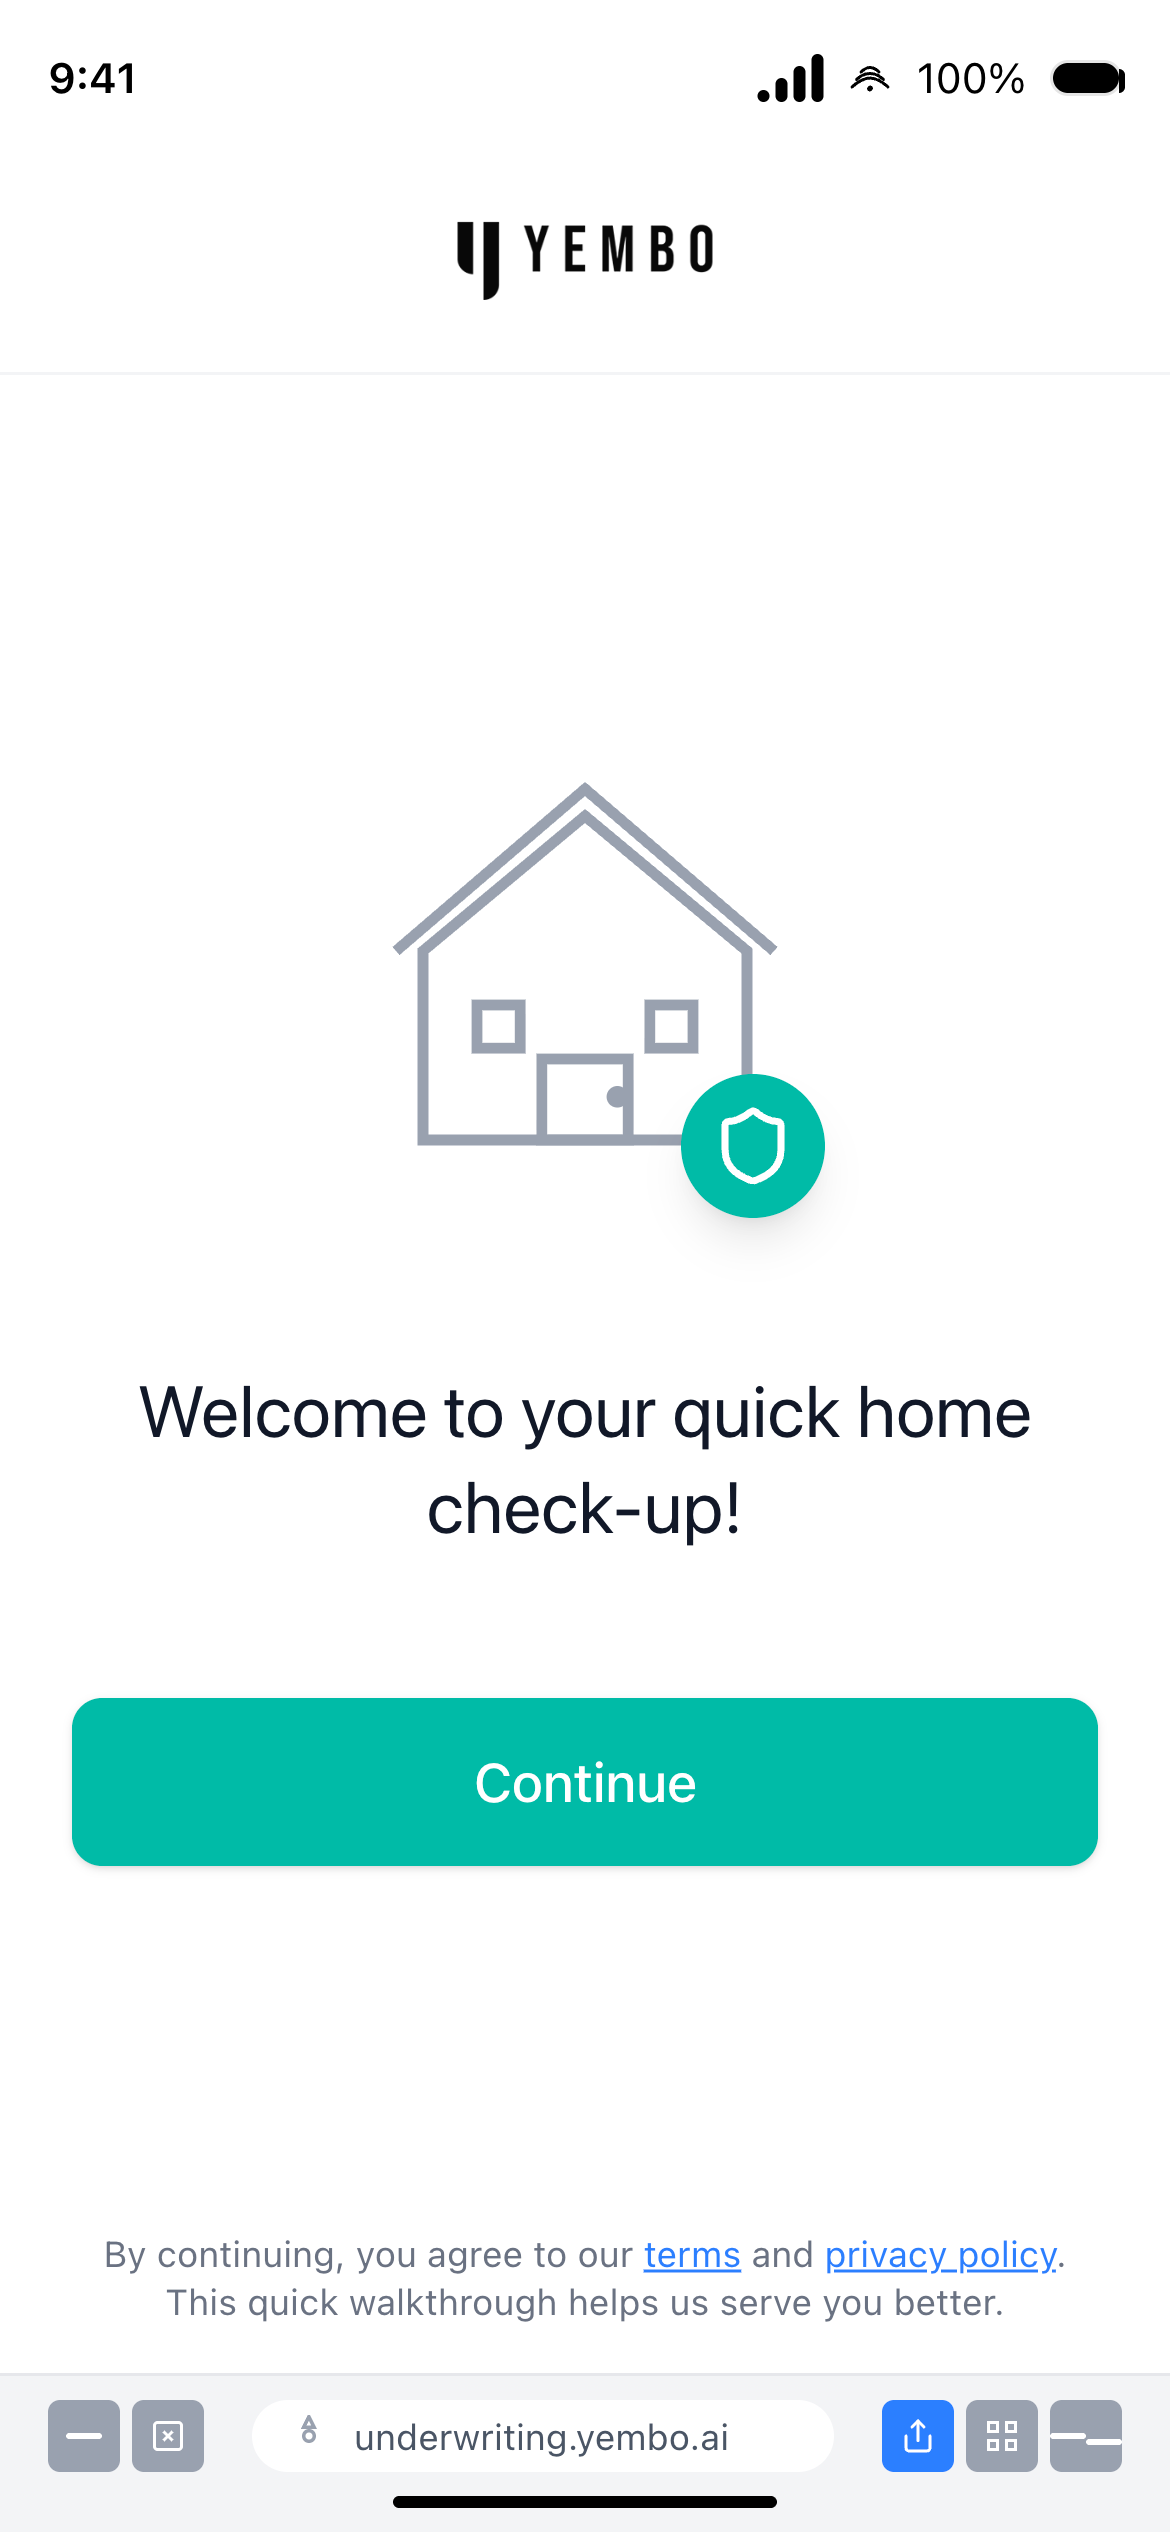 9:41
100%
YEMBO
Welcome to your quick home
check-up!
Continue
By continuing, you agree to our terms and privacy policy.
This quick walkthrough helps us serve you better.
underwriting.yembo.ai